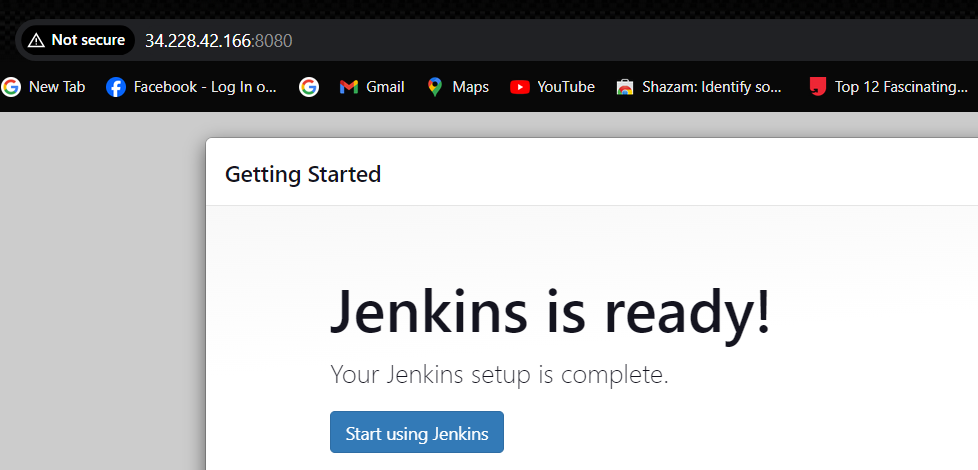 Not secure 34.228.42.166:8080
New Tab Facebook - Log In o... Gmail Maps YouTube Shazam: Identify so... Top 12 Fascinating...
Getting Started
Jenkins is ready!
Your Jenkins setup is complete.
Start using Jenkins